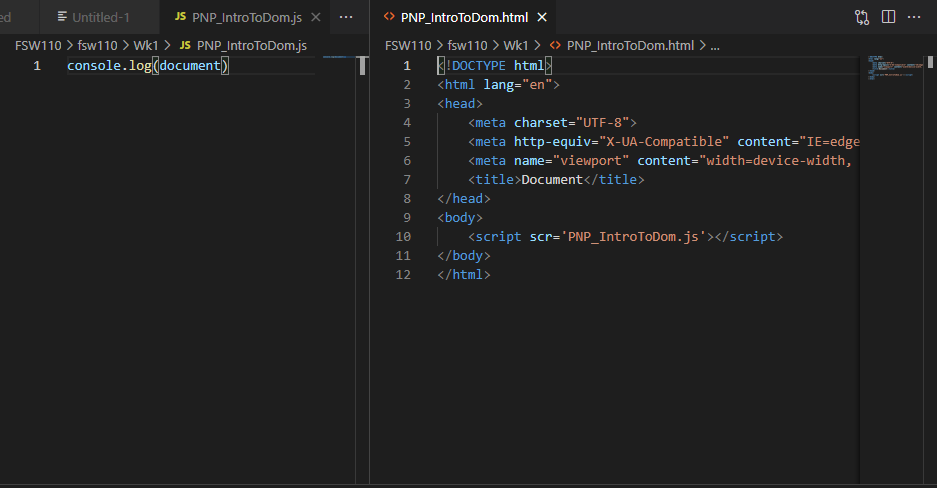 ed Untitled-1 JS PNP_IntroToDom.js
FSW110 > fsw110 > Wk1 > JS PNP_IntroToDom.js
1 console.log(document)
<> PNP_IntroToDom.html
FSW110 > fsw110 > Wk1 > <> PNP_IntroToDom.html > ...
1 <!DOCTYPE html>
2 <html lang="en">
3 <head>
4 <meta charset="UTF-8">
5 <meta http-equiv="X-UA-Compatible" content="IE=edge
6 <meta name="viewport" content="width=device-width,
7 <title>Document</title>
8 </head>
9 <body>
10 <script scr='PNP_IntroToDom.js'></script>
11 </body>
12 </html>